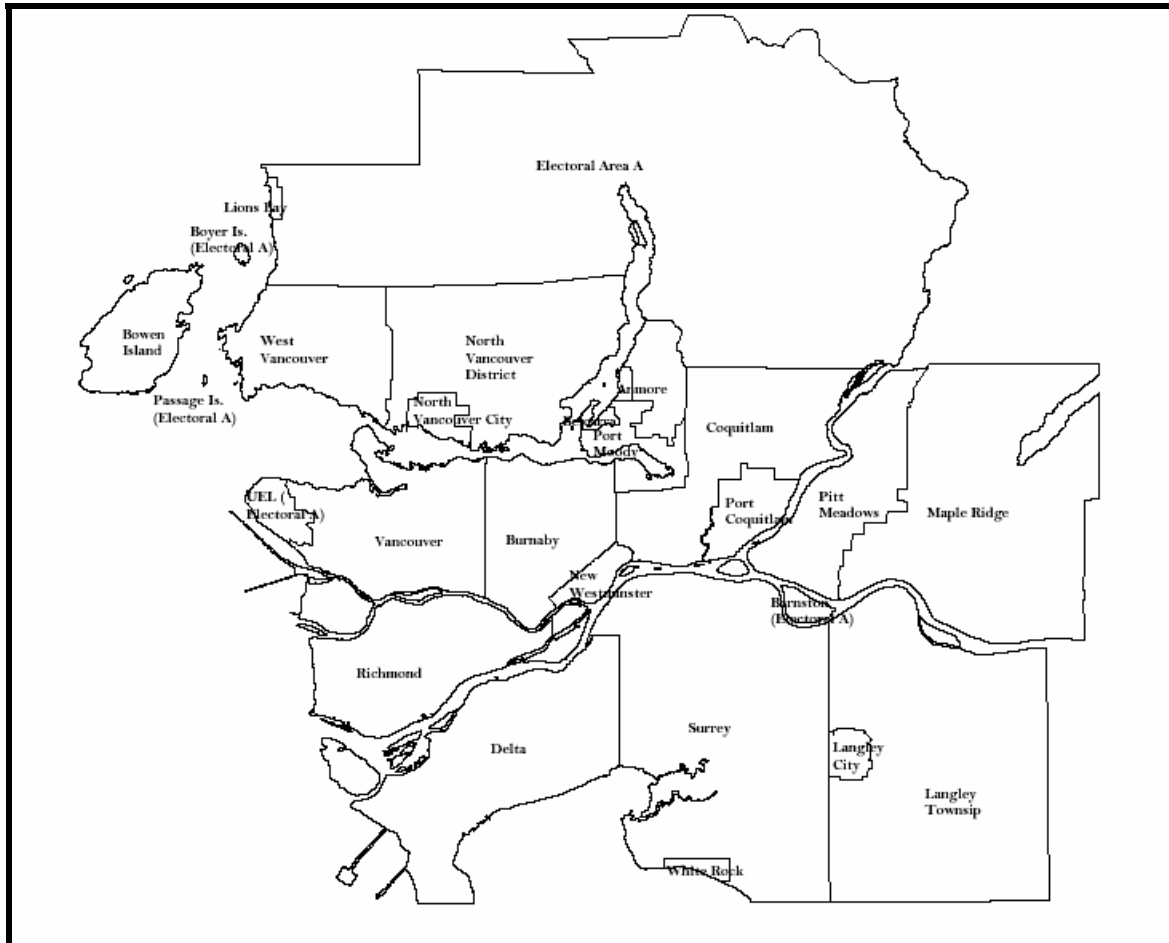 Electoral Area A
Lions Bay
Boyer Is.
(Electoral A)
Bowen
Island
West
Vancouver
North
Vancouver
District
Passage Is.
(Electoral A)
North
Vancouver City
Anmore
Belcarra
Port
Moody
Coquitlam
UEL (
Electoral A)
Vancouver
Burnaby
Port
Coquitlam
Pitt
Meadows
Maple Ridge
New
Westminster
Barnston
(Electoral A)
Richmond
Delta
Surrey
Langley
City
Langley
Townsip
White Rock